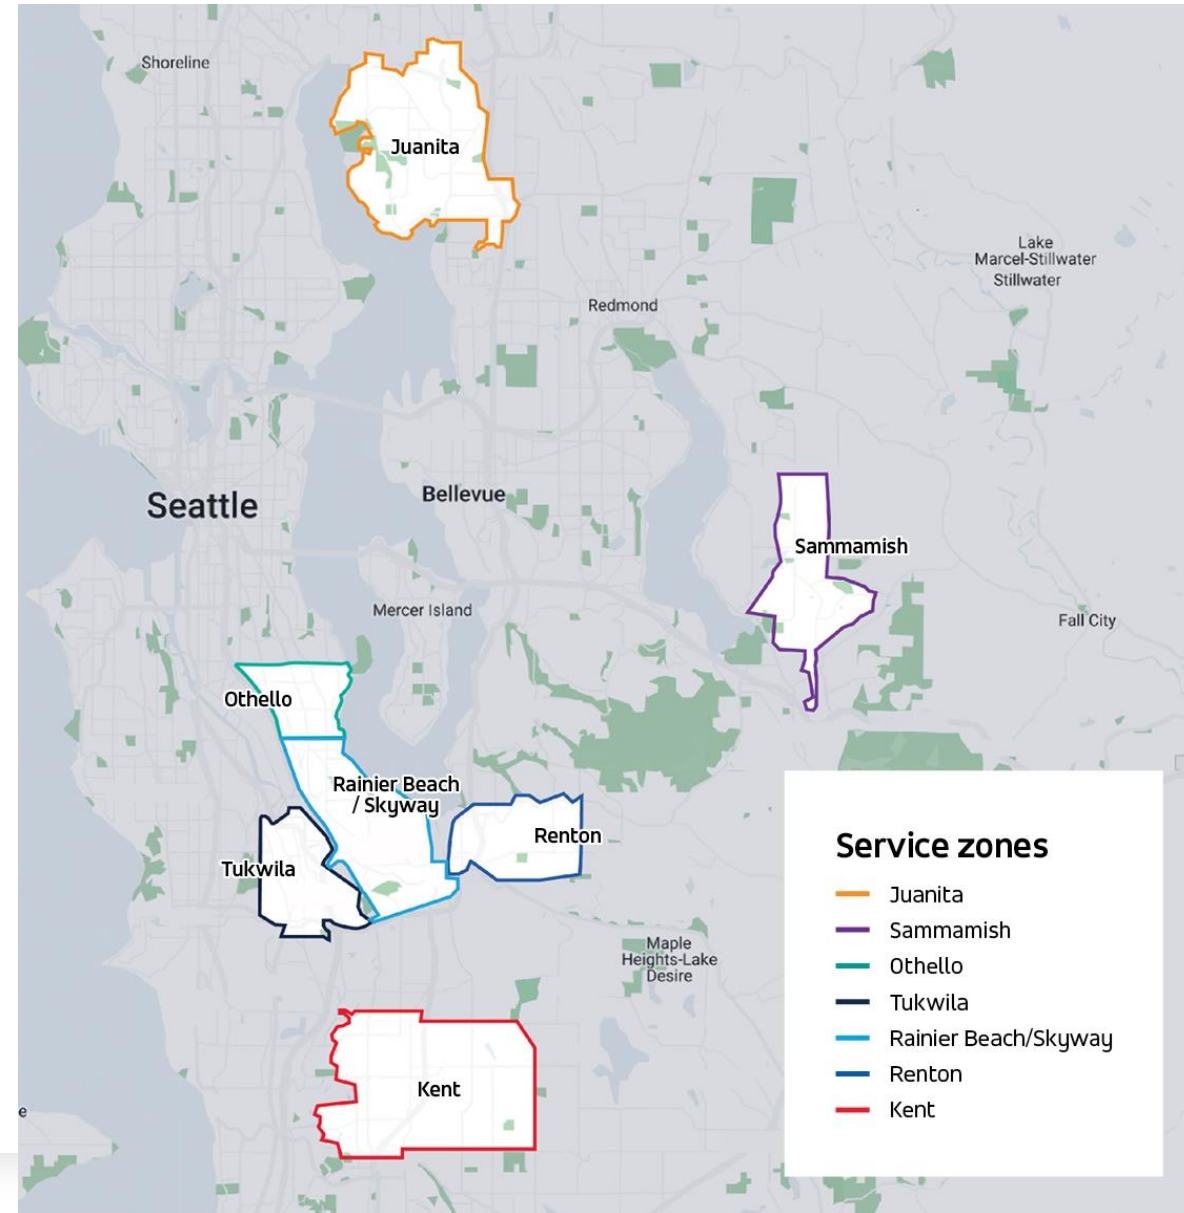 Shoreline
Juanita
Lake
Marcel-Stillwater
Stillwater
Redmond
Seattle
Bellevue
Sammamish
Mercer Island
Fall City
Othello
Rainier Beach
/ Skyway
Renton
Tukwila
Maple
Heights-Lake
Desire
Kent
e
Service zones
Juanita
Sammamish
Othello
Tukwila
Rainier Beach/Skyway
Renton
Kent